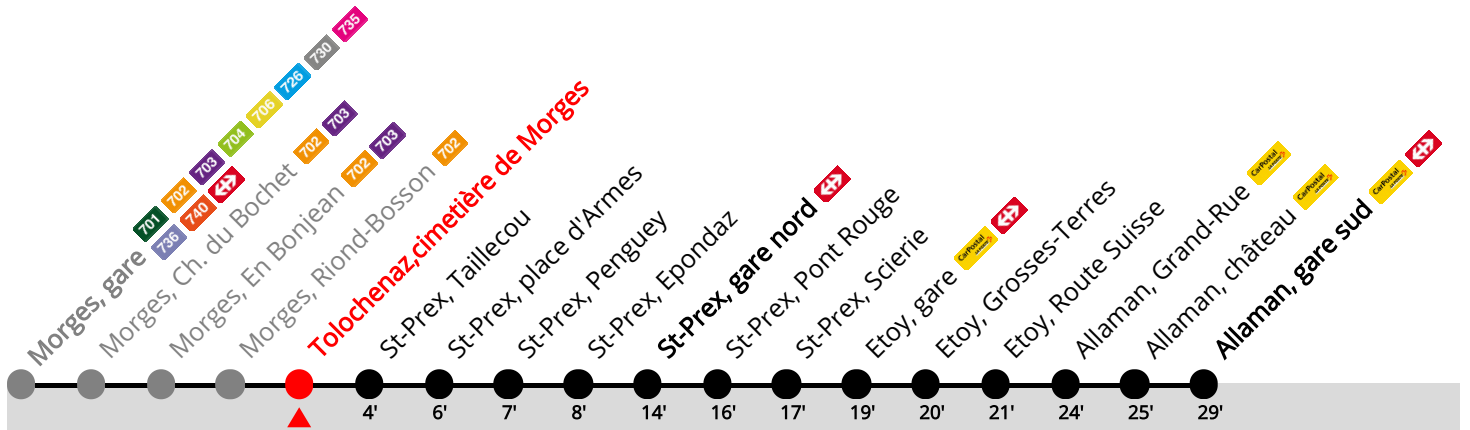 Morges, gare 701 702 703 704 706 726 730 735
736 740
Morges, Ch. du Bochet 702 703
Morges, En Bonjean 702 703
Morges, Riond-Bosson 702
Tolochenaz,cimetière de Morges
St-Prex, Taillecou
St-Prex, place d'Armes
St-Prex, Penguey
St-Prex, Epondaz
St-Prex, gare nord
St-Prex, Pont Rouge
St-Prex, Scierie
Etoy, gare CarPostal
Etoy, Grosses-Terres
Etoy, Route Suisse
Allaman, Grand-Rue CarPostal
Allaman, château CarPostal
Allaman, gare sud CarPostal
4' 6' 7' 8' 14' 16' 17' 19' 20' 21' 24' 25' 29'